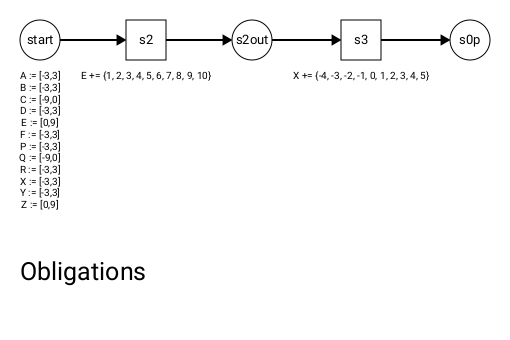 start s2 s2out s3 s0p
A := [-3,3] E += {1, 2, 3, 4, 5, 6, 7, 8, 9, 10} X += {-4, -3, -2, -1, 0, 1, 2, 3, 4, 5}
B := [-3,3]
C := [-9,0]
D := [-3,3]
E := [0,9]
F := [-3,3]
P := [-3,3]
Q := [-9,0]
R := [-3,3]
X := [-3,3]
Y := [-3,3]
Z := [0,9]
Obligations